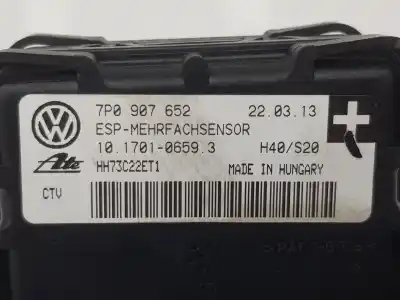 7P0 907 652 22.03.13
ESP-MEHRFACHSENSOR
10.1701-0659.3 H40/S20
Ate HH73C22ET1 MADE IN HUNGARY
CTV